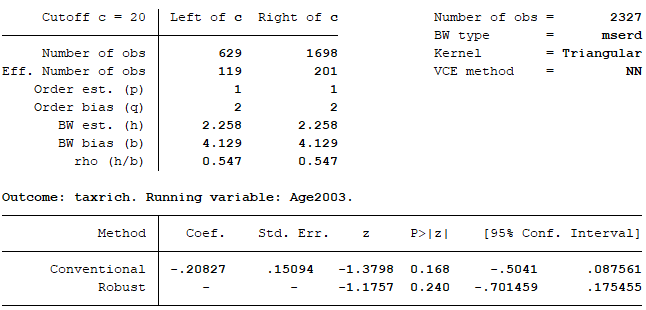 Cutoff c = 20 Left of c Right of c Number of obs = 2327
BW type = mserd
Number of obs 629 1698 Kernel = Triangular
Eff. Number of obs 119 201 VCE method = NN
Order est. (p) 1 1
Order bias (q) 2 2
BW est. (h) 2.258 2.258
BW bias (b) 4.129 4.129
rho (h/b) 0.547 0.547
Outcome: taxrich. Running variable: Age2003.
Method Coef. Std. Err. z P>|z| [95% Conf. Interval]
Conventional -.20827 .15094 -1.3798 0.168 -.5041 .087561
Robust - - -1.1757 0.240 -.701459 .175455